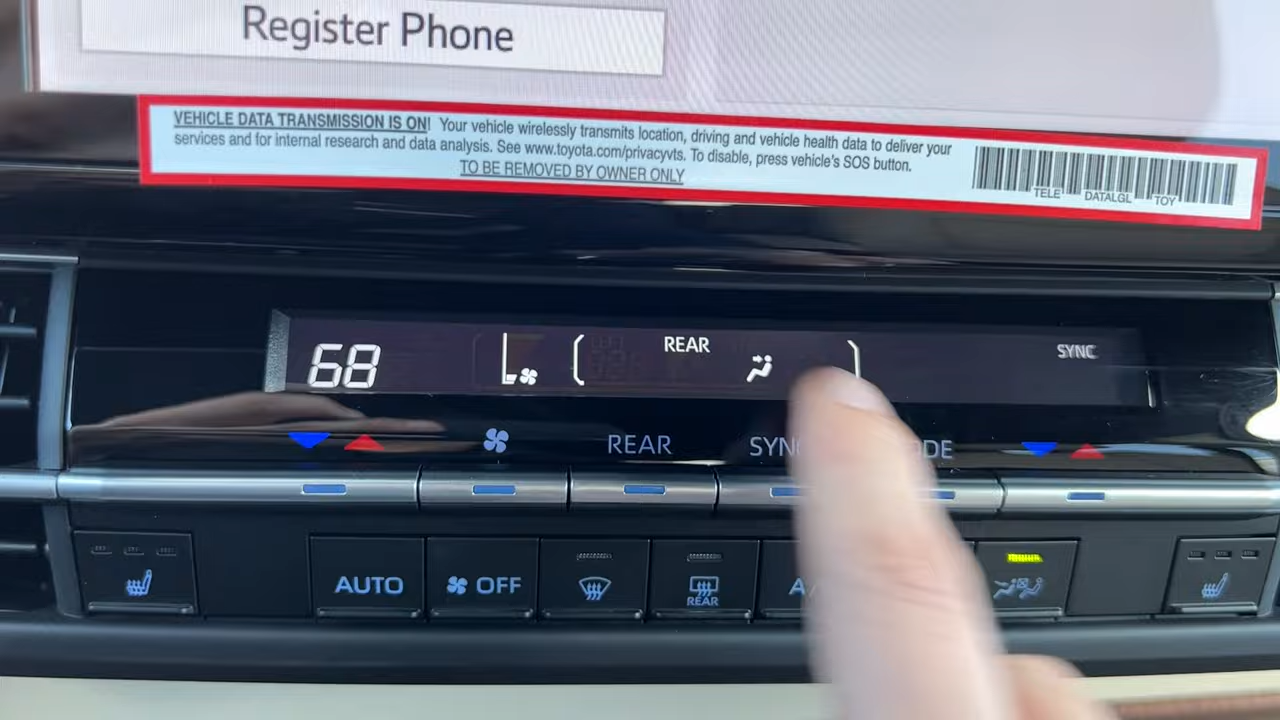 Register Phone
VEHICLE DATA TRANSMISSION IS ON! Your vehicle wirelessly transmits location, driving and vehicle health data to deliver your
services and for internal research and data analysis. See www.toyota.com/privacyvts. To disable, press vehicle's SOS button.
TO BE REMOVED BY OWNER ONLY
TELE DATALGL TOY
68 REAR SYNC
REAR
AUTO OFF REAR